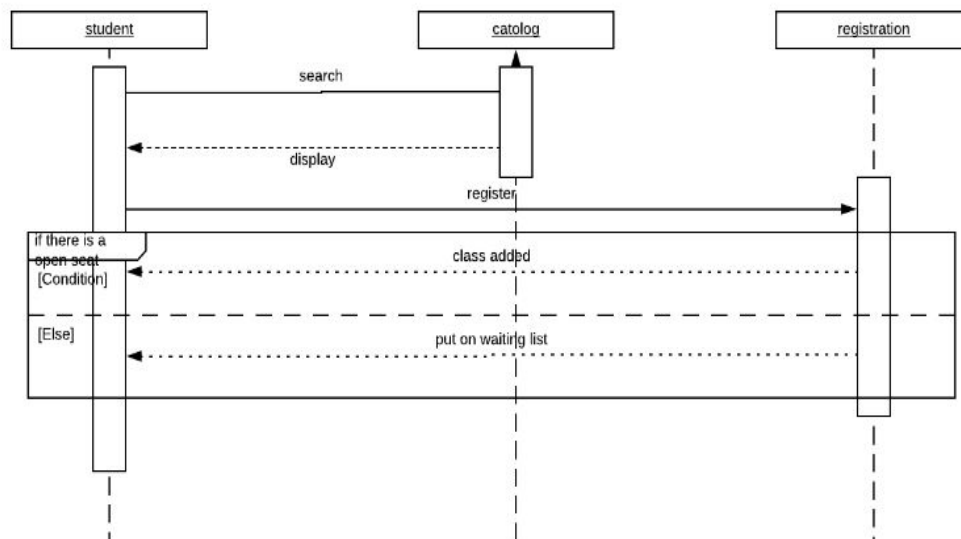 student
catolog
registration
search
display
register
if there is a
open seat
[Condition]
class added
[Else]
put on waiting list